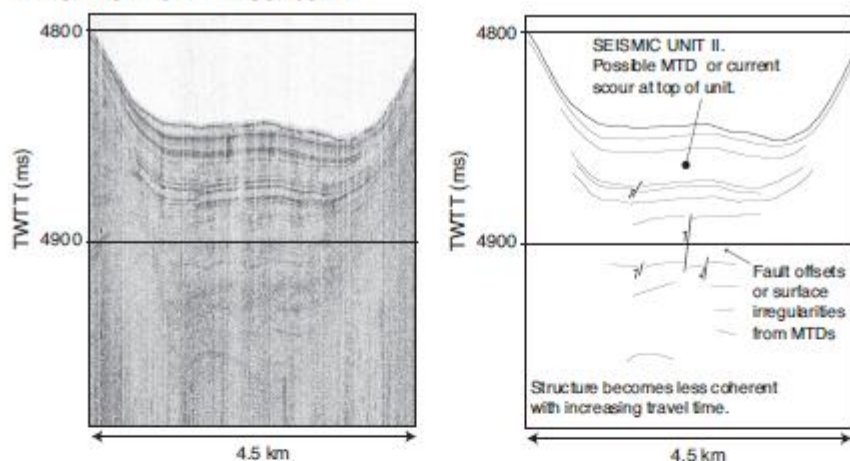 4800
4900
TWTT (ms)
4.5 km
4800
4900
TWTT (ms)
SEISMIC UNIT II.
Possible MTD or current
scour at top of unit.
Fault offsets
or surface
irregularities
from MTDs
Structure becomes less coherent
with increasing travel time.
4.5 km